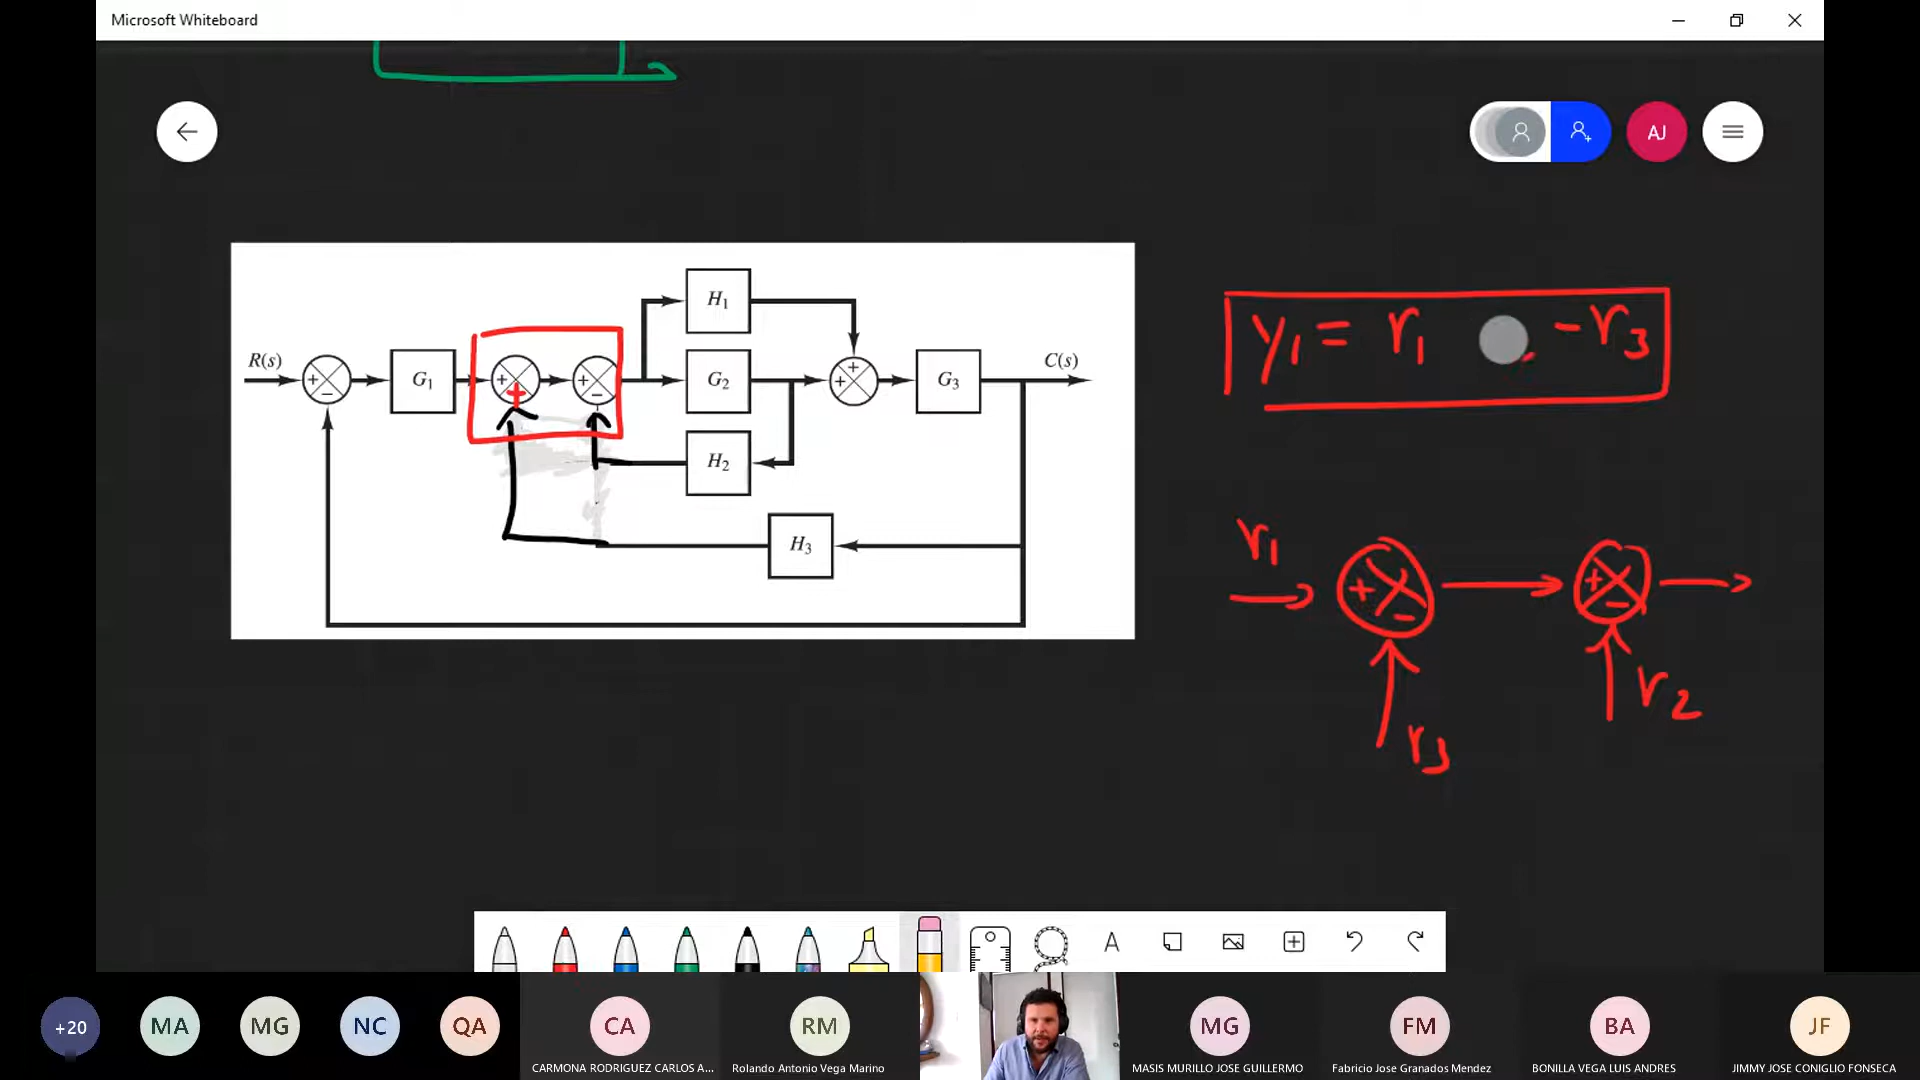 Microsoft Whiteboard
AJ
H1
R(s)
+
−
G1
+
+
+
−
G2
+
+
G3
C(s)
H2
H3
y1 = r1 - r3
r1
+
-
r3
+
-
r2
A
+20
MA
MG
NC
QA
CA
CARMONA RODRIGUEZ CARLOS A...
RM
Rolando Antonio Vega Marino
MG
MASIS MURILLO JOSE GUILLERMO
FM
Fabricio Jose Granados Mendez
BA
BONILLA VEGA LUIS ANDRES
JF
JIMMY JOSE CONIGLIO FONSECA